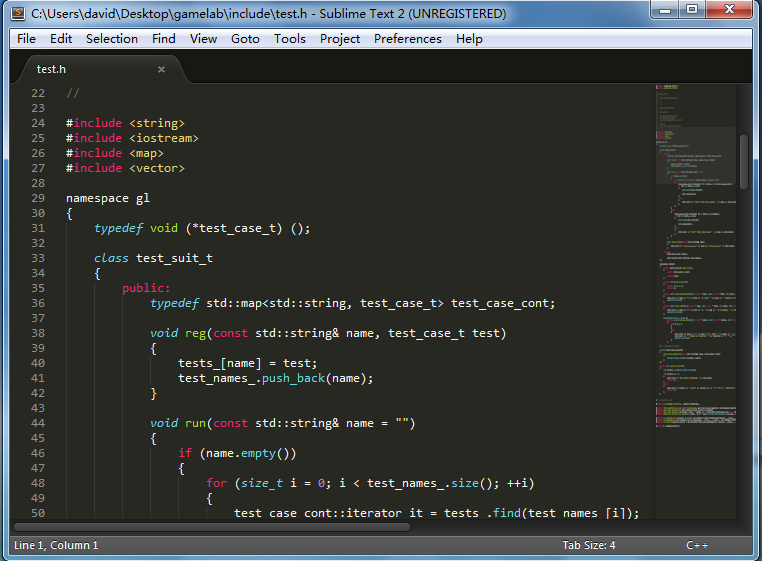 C:\Users\david\Desktop\gamelab\include\test.h - Sublime Text 2 (UNREGISTERED)
File Edit Selection Find View Goto Tools Project Preferences Help
test.h ×
22 //
23
24 #include <string>
25 #include <iostream>
26 #include <map>
27 #include <vector>
28
29 namespace gl
30 {
31 typedef void (*test_case_t) ();
32
33 class test_suit_t
34 {
35 public:
36 typedef std::map<std::string, test_case_t> test_case_cont;
37
38 void reg(const std::string& name, test_case_t test)
39 {
40 tests_[name] = test;
41 test_names_.push_back(name);
42 }
43
44 void run(const std::string& name = "")
45 {
46 if (name.empty())
47 {
48 for (size_t i = 0; i < test_names_.size(); ++i)
49 {
50 test_case_cont::iterator it = tests_.find(test_names_[i]);
Line 1, Column 1 Tab Size: 4 C++